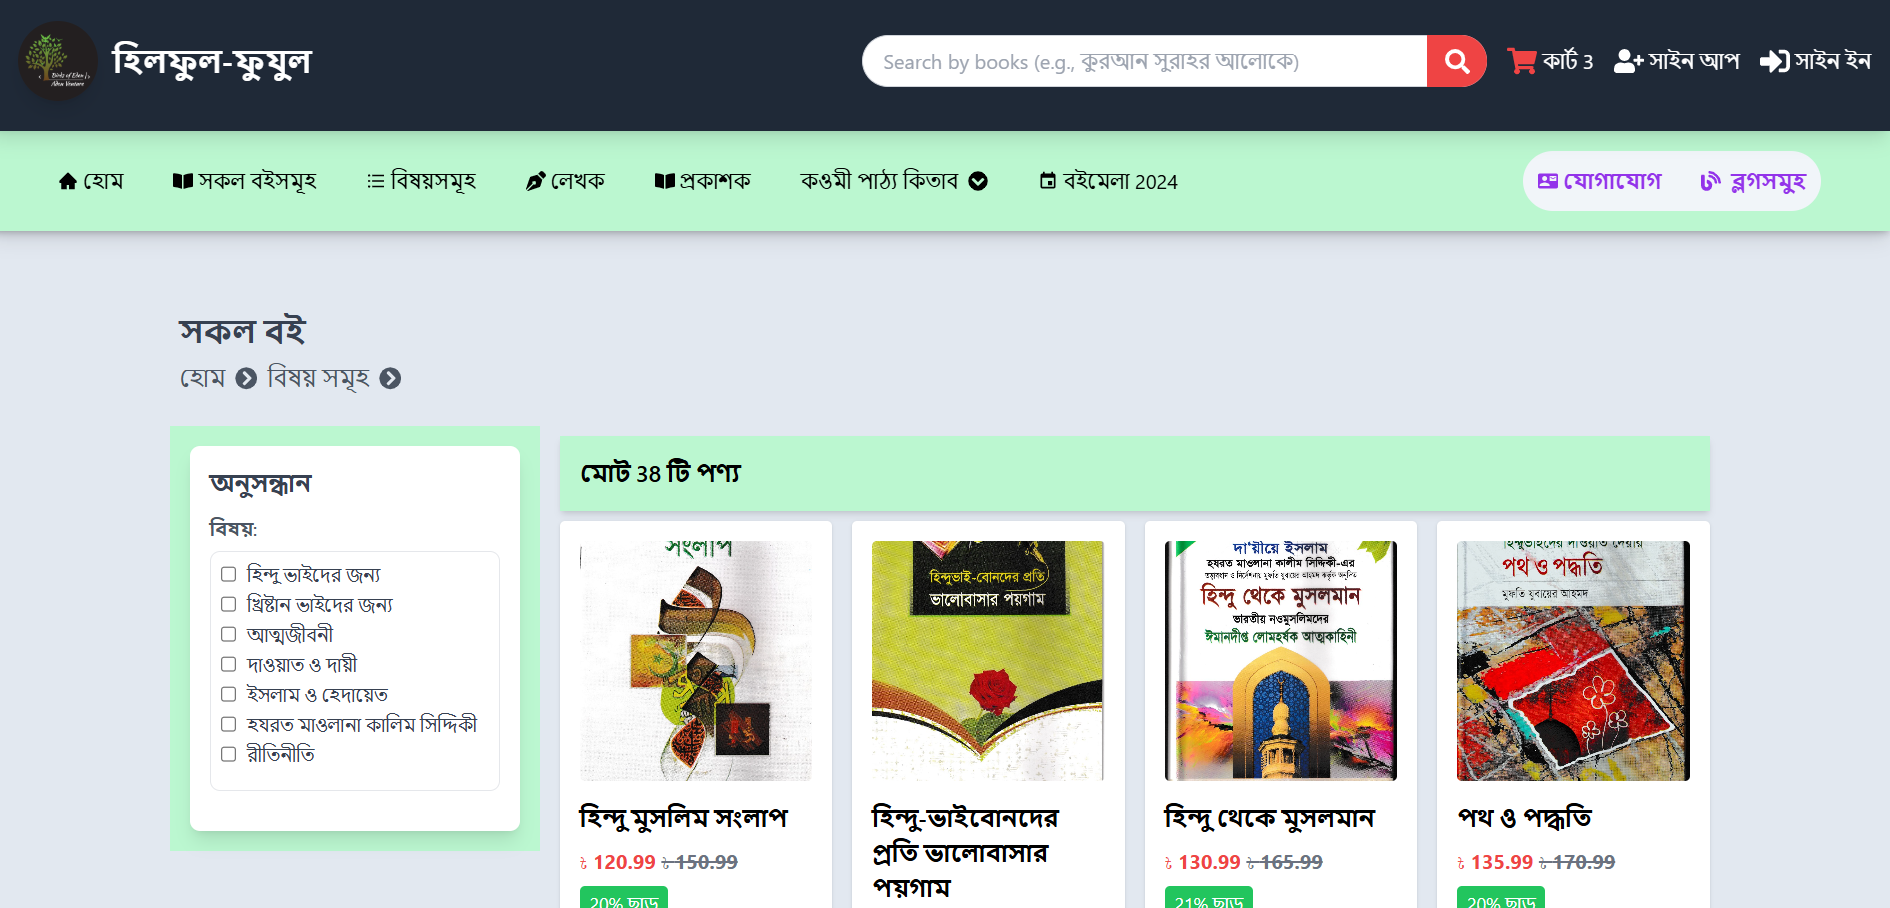 হিলফুল-ফুযুল
Search by books (e.g., কুরআন সুরাহর আলোকে)
কার্ট 3
সাইন আপ
সাইন ইন
হোম
সকল বইসমূহ
বিষয়সমূহ
লেখক
প্রকাশক
কওমী পাঠ্য কিতাব
বইমেলা 2024
যোগাযোগ
ব্লগসমুহ
সকল বই
হোম
বিষয় সমূহ
অনুসন্ধান
বিষয়:
হিন্দু ভাইদের জন্য
খ্রিষ্টান ভাইদের জন্য
আত্মজীবনী
দাওয়াত ও দায়ী
ইসলাম ও হেদায়েত
হযরত মাওলানা কালিম সিদ্দিকী
রীতিনীতি
মোট 38 টি পণ্য
সংলাপ
হিন্দু মুসলিম সংলাপ
৳ 120.99 ৳ 150.99
20% ছাড়
হিন্দুভাই-বোনদের প্রতি
ভালোবাসার পয়গাম
হিন্দু-ভাইবোনদের
প্রতি ভালোবাসার
পয়গাম
দা'য়ীয়ে ইসলাম
হযরত মাওলানা কালীম সিদ্দিকী-এর
হিন্দু থেকে মুসলমান
ভারতীয় নওমুসলিমদের
ঈমানদীপ্ত লোমহর্ষক আত্মকাহিনী
হিন্দু থেকে মুসলমান
৳ 130.99 ৳ 165.99
21% ছাড়
হিন্দুভাইদের দাওয়াত দেয়ার
পথ ও পদ্ধতি
মুফতি যুবায়ের আহমদ
পথ ও পদ্ধতি
৳ 135.99 ৳ 170.99
20% ছাড়